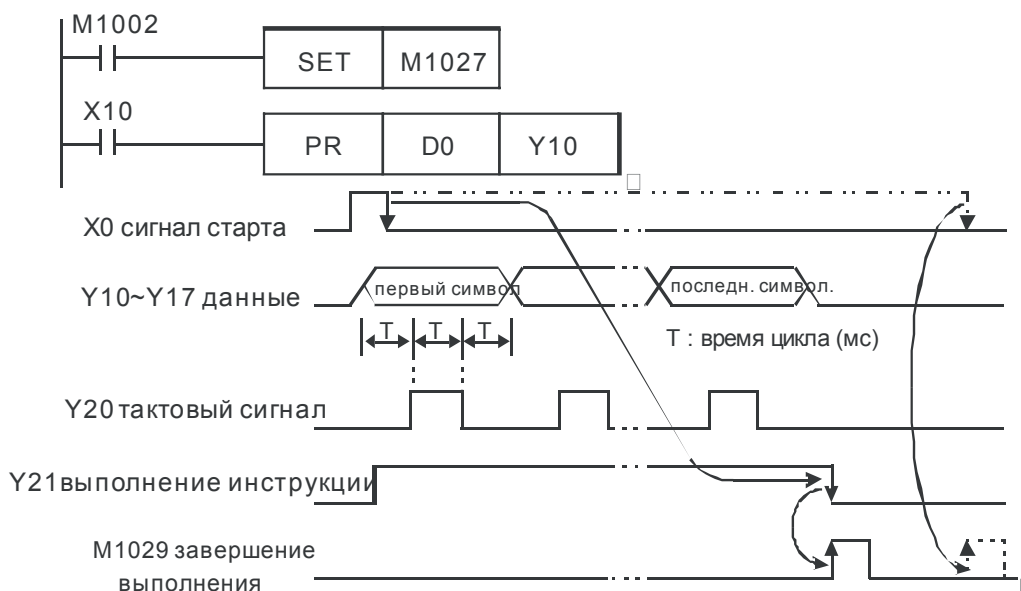 M1002
SET M1027
X10
PR D0 Y10
X0 сигнал старта
Y10~Y17 данные
первый символ
последн. символ.
T T T
T : время цикла (мс)
Y20 тактовый сигнал
Y21выполнение инструкции
M1029 завершение
выполнения